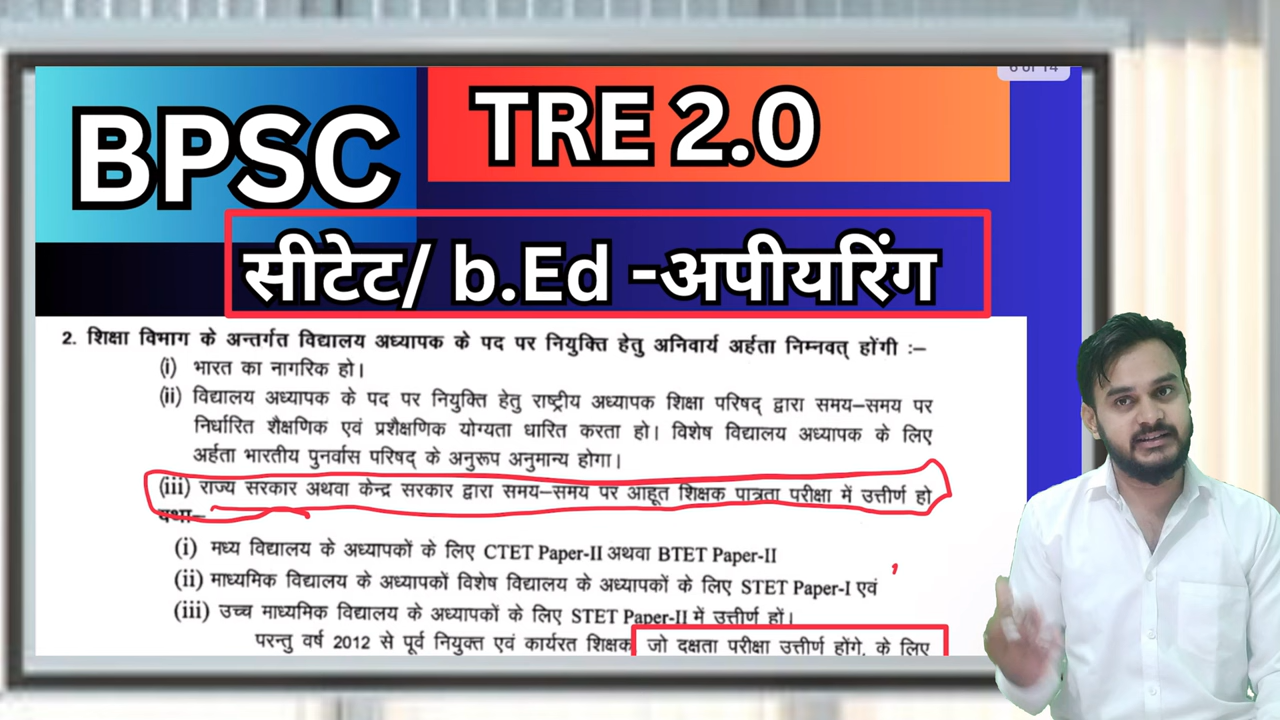 6 of 14
BPSC
TRE 2.0
सीटेट/ b.Ed -अपीयरिंग
2. शिक्षा विभाग के अन्तर्गत विद्यालय अध्यापक के पद पर नियुक्ति हेतु अनिवार्य अर्हता निम्नवत् होंगी :–
(i) भारत का नागरिक हो।
(ii) विद्यालय अध्यापक के पद पर नियुक्ति हेतु राष्ट्रीय अध्यापक शिक्षा परिषद् द्वारा समय–समय पर
निर्धारित शैक्षणिक एवं प्रशैक्षणिक योग्यता धारित करता हो। विशेष विद्यालय अध्यापक के लिए
अर्हता भारतीय पुनर्वास परिषद् के अनुरूप अनुमान्य होगा।
(iii) राज्य सरकार अथवा केन्द्र सरकार द्वारा समय–समय पर आहूत शिक्षक पात्रता परीक्षा में उत्तीर्ण हो
यथा–
(i) मध्य विद्यालय के अध्यापकों के लिए CTET Paper-II अथवा BTET Paper-II
(ii) माध्यमिक विद्यालय के अध्यापकों विशेष विद्यालय के अध्यापकों के लिए STET Paper-I एवं
(iii) उच्च माध्यमिक विद्यालय के अध्यापकों के लिए STET Paper-II में उत्तीर्ण हों।
परन्तु वर्ष 2012 से पूर्व नियुक्त एवं कार्यरत शिक्षक जो दक्षता परीक्षा उत्तीर्ण होंगे, के लिए